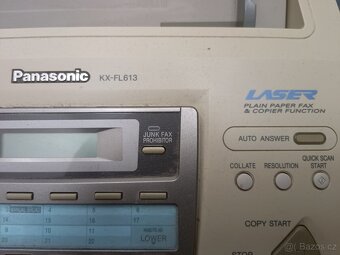 Panasonic KX-FL613
LASER
PLAIN PAPER FAX
& COPIER FUNCTION
JUNK FAX
PROHIBITOR
AUTO ANSWER
COLLATE RESOLUTION QUICK SCAN
START
COPY START
LOWER
STOP
bazos.cz